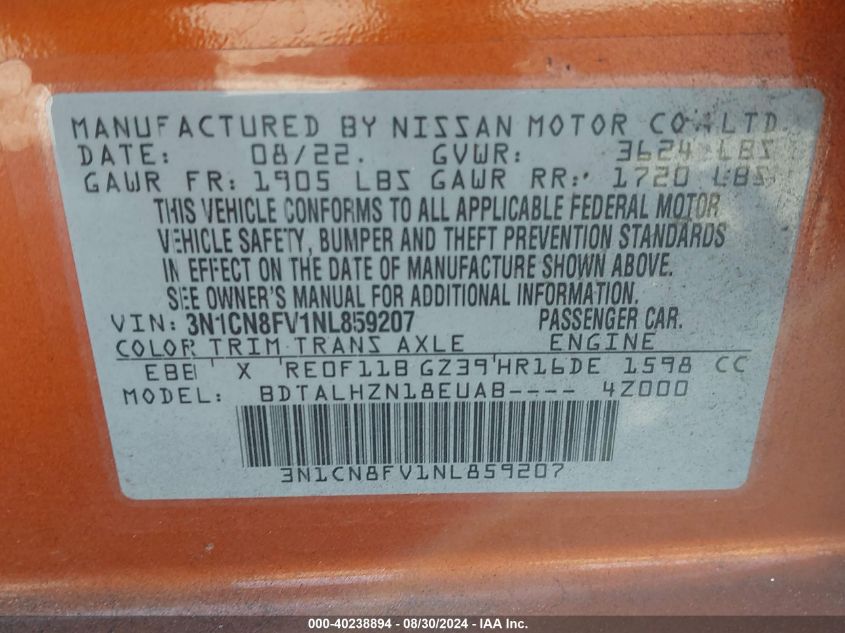 MANUFACTURED BY NISSAN MOTOR CO., LTD
DATE: 08/22. GVWR: 3624 LBS
GAWR FR: 1905 LBS GAWR RR: 1720 LBS
THIS VEHICLE CONFORMS TO ALL APPLICABLE FEDERAL MOTOR
VEHICLE SAFETY, BUMPER AND THEFT PREVENTION STANDARDS
IN EFFECT ON THE DATE OF MANUFACTURE SHOWN ABOVE.
SEE OWNER'S MANUAL FOR ADDITIONAL INFORMATION.
VIN: 3N1CN8FV1NL859207 PASSENGER CAR.
COLOR TRIM TRANS AXLE ENGINE
EBB X RE0F11B GZ39 HR16DE 1598 CC
MODEL: BDTALHZN18EUAB---- 4Z000
3N1CN8FV1NL859207
000-40238894 - 08/30/2024 - IAA Inc.